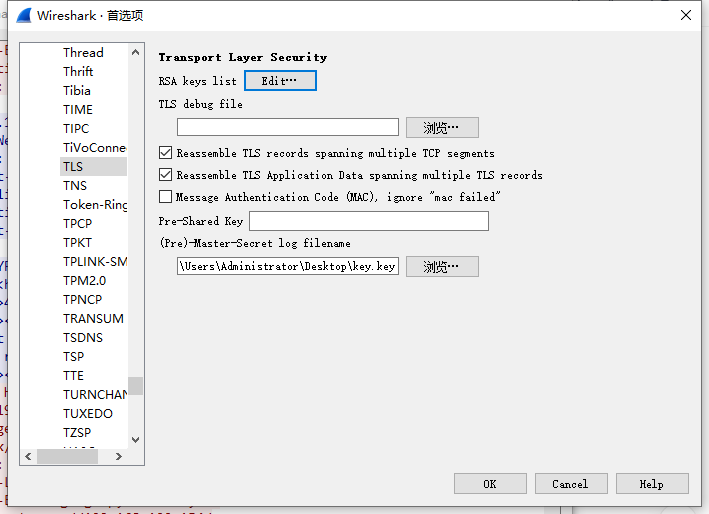 Wireshark · 首选项
Thread
Thrift
Tibia
TIME
TIPC
TiVoConnec
TLS
TNS
Token-Ring
TPCP
TPKT
TPLINK-SM
TPM2.0
TPNCP
TRANSUM
TSDNS
TSP
TTE
TURNCHAN
TUXEDO
TZSP
Transport Layer Security
RSA keys list
Edit…
TLS debug file
浏览…
Reassemble TLS records spanning multiple TCP segments
Reassemble TLS Application Data spanning multiple TLS records
Message Authentication Code (MAC), ignore "mac failed"
Pre-Shared Key
(Pre)-Master-Secret log filename
\Users\Administrator\Desktop\key.key
浏览…
OK
Cancel
Help